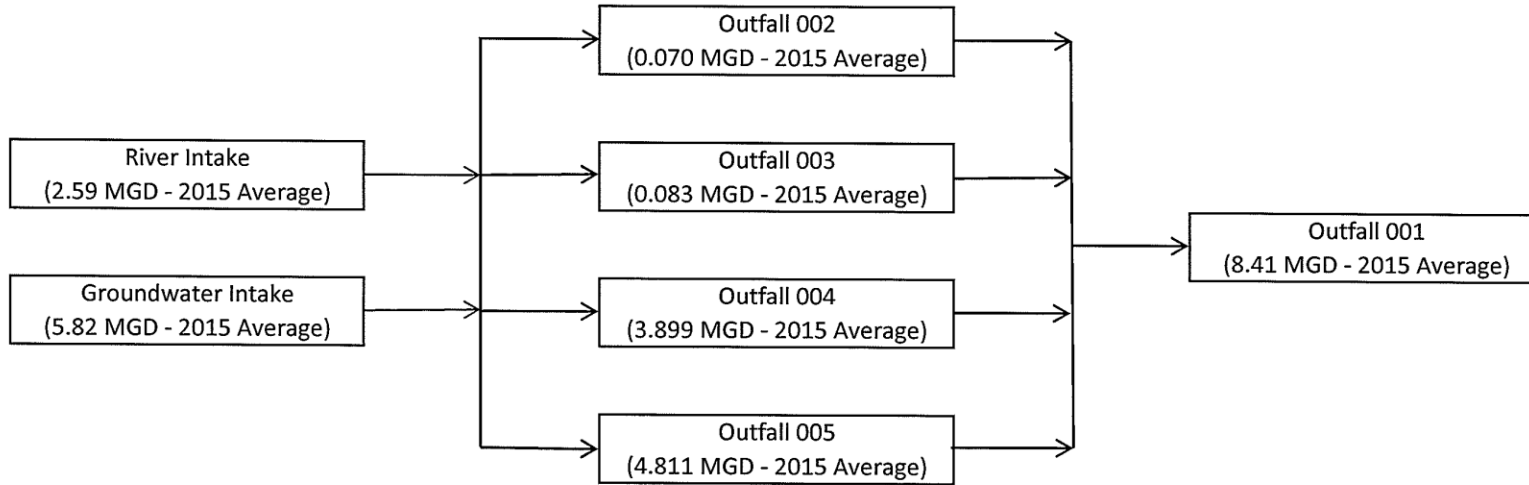 Outfall 002
(0.070 MGD - 2015 Average)
River Intake
(2.59 MGD - 2015 Average)
Outfall 003
(0.083 MGD - 2015 Average)
Outfall 001
(8.41 MGD - 2015 Average)
Groundwater Intake
(5.82 MGD - 2015 Average)
Outfall 004
(3.899 MGD - 2015 Average)
Outfall 005
(4.811 MGD - 2015 Average)